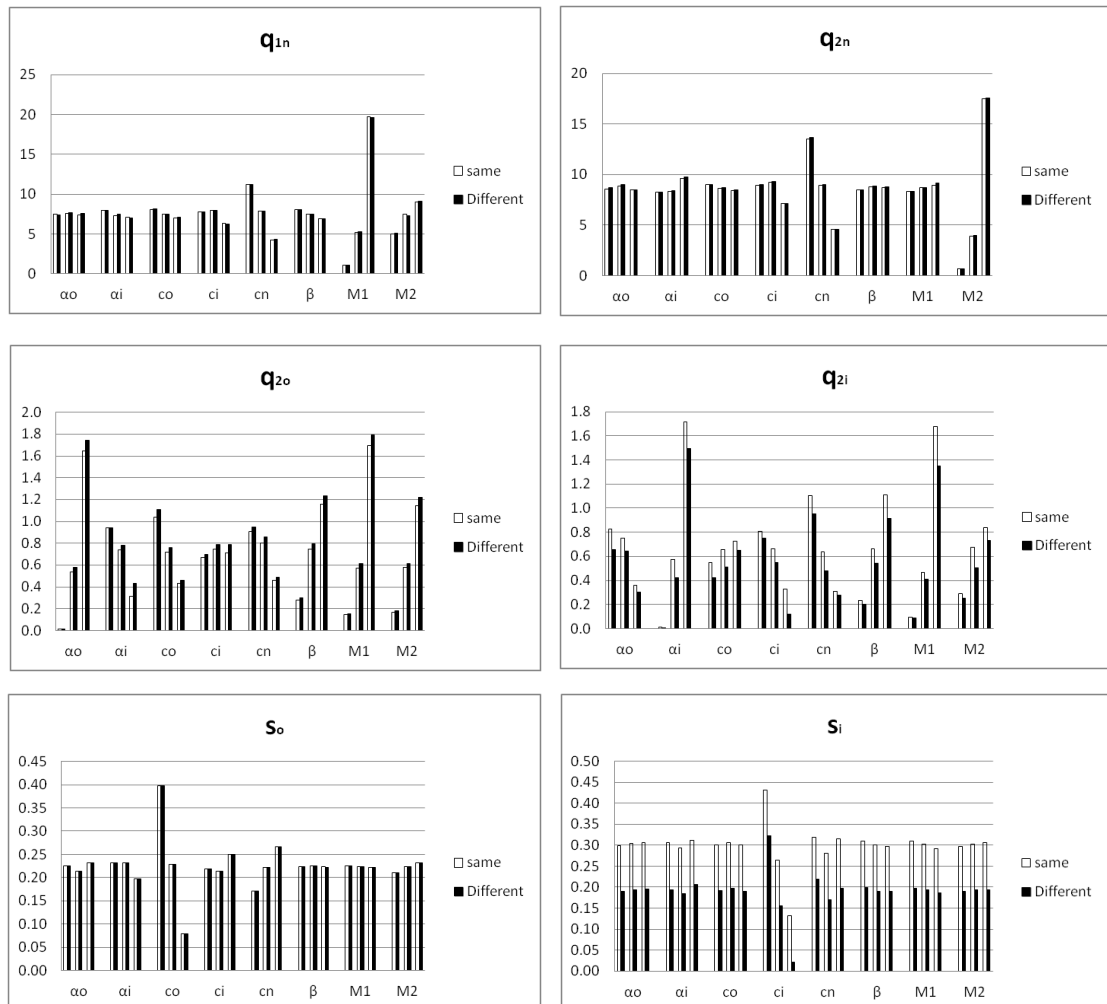 q1n
25
20
15
10
5
0
αo αi co ci cn β M1 M2
same
Different
q2n
20
15
10
5
0
αo αi co ci cn β M1 M2
same
Different
q2o
2.0
1.8
1.6
1.4
1.2
1.0
0.8
0.6
0.4
0.2
0.0
αo αi co ci cn β M1 M2
same
Different
q2i
1.8
1.6
1.4
1.2
1.0
0.8
0.6
0.4
0.2
0.0
αo αi co ci cn β M1 M2
same
Different
So
0.45
0.40
0.35
0.30
0.25
0.20
0.15
0.10
0.05
0.00
αo αi co ci cn β M1 M2
same
Different
Si
0.50
0.45
0.40
0.35
0.30
0.25
0.20
0.15
0.10
0.05
0.00
αo αi co ci cn β M1 M2
same
Different